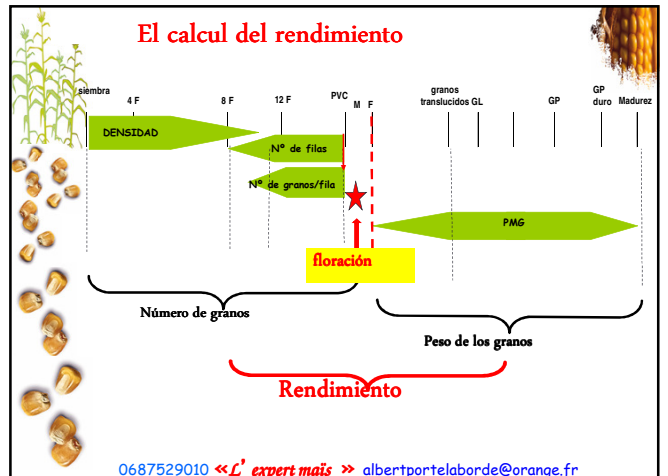 El calcul del rendimiento
siembra
4 F
8 F
12 F
PVC
M
F
granos
translucidos GL
GP
GP
duro
Madurez
DENSIDAD
Nº de filas
Nº de granos/fila
PMG
floración
Número de granos
Peso de los granos
Rendimiento
0687529010 «L' expert maïs » albertportelaborde@orange.fr